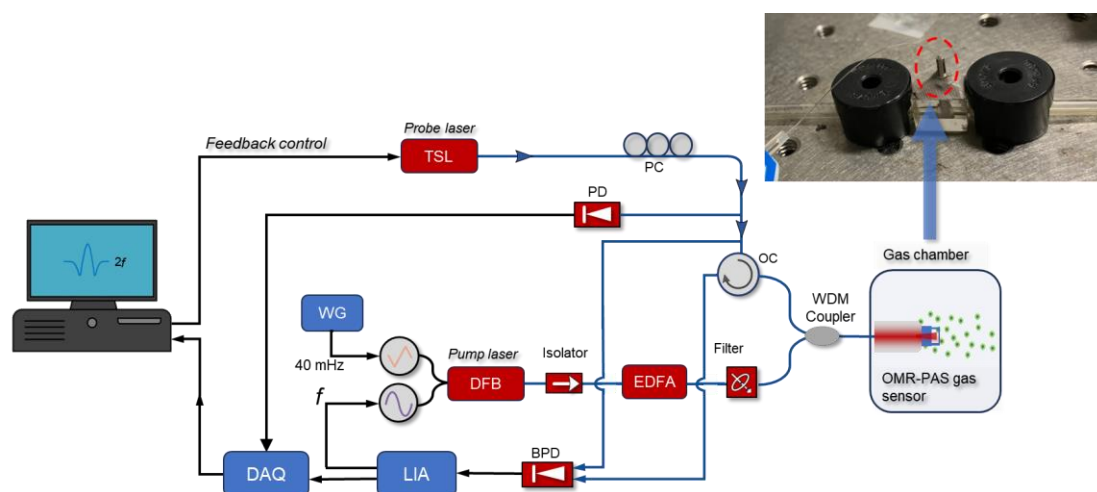 Probe laser
Feedback control
TSL
PC
PD
Gas chamber
OC
2f
WDM
Coupler
WG
40 mHz
Pump laser
Isolator
Filter
DFB
EDFA
OMR-PAS gas
sensor
f
BPD
DAQ
LIA